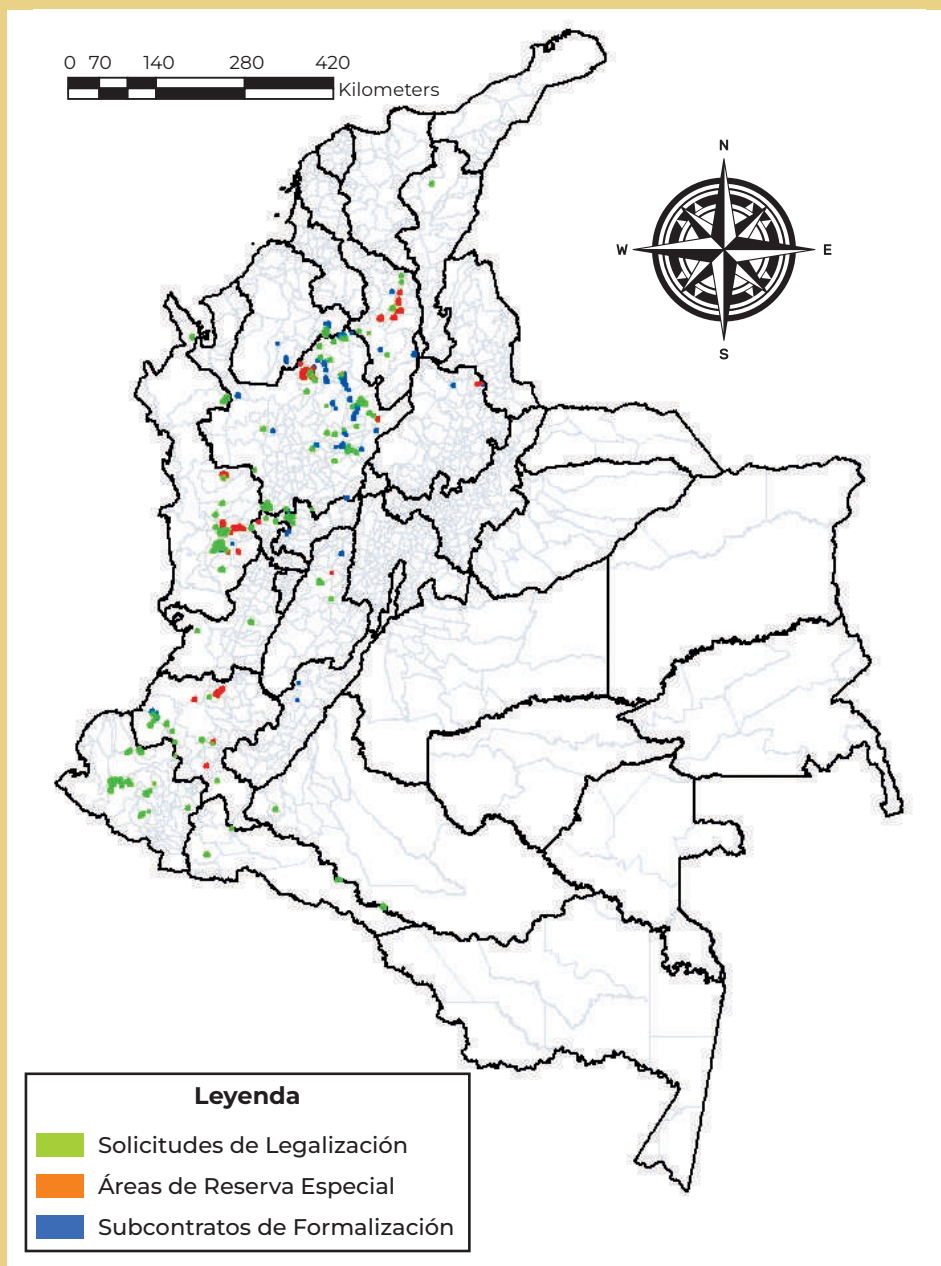 0 70 140 280 420
Kilometers
N
W E
S
Leyenda
Solicitudes de Legalización
Áreas de Reserva Especial
Subcontratos de Formalización